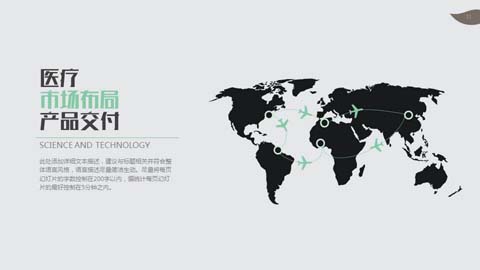 医疗
市场布局
产品交付
SCIENCE AND TECHNOLOGY
此处添加详细文本描述，建议与标题相关并符合整
体语言风格，语言描述尽量简洁生动。尽量将每页
幻灯片的字数控制在200字以内，据统计每页幻灯
片的最好控制在5分钟之内。